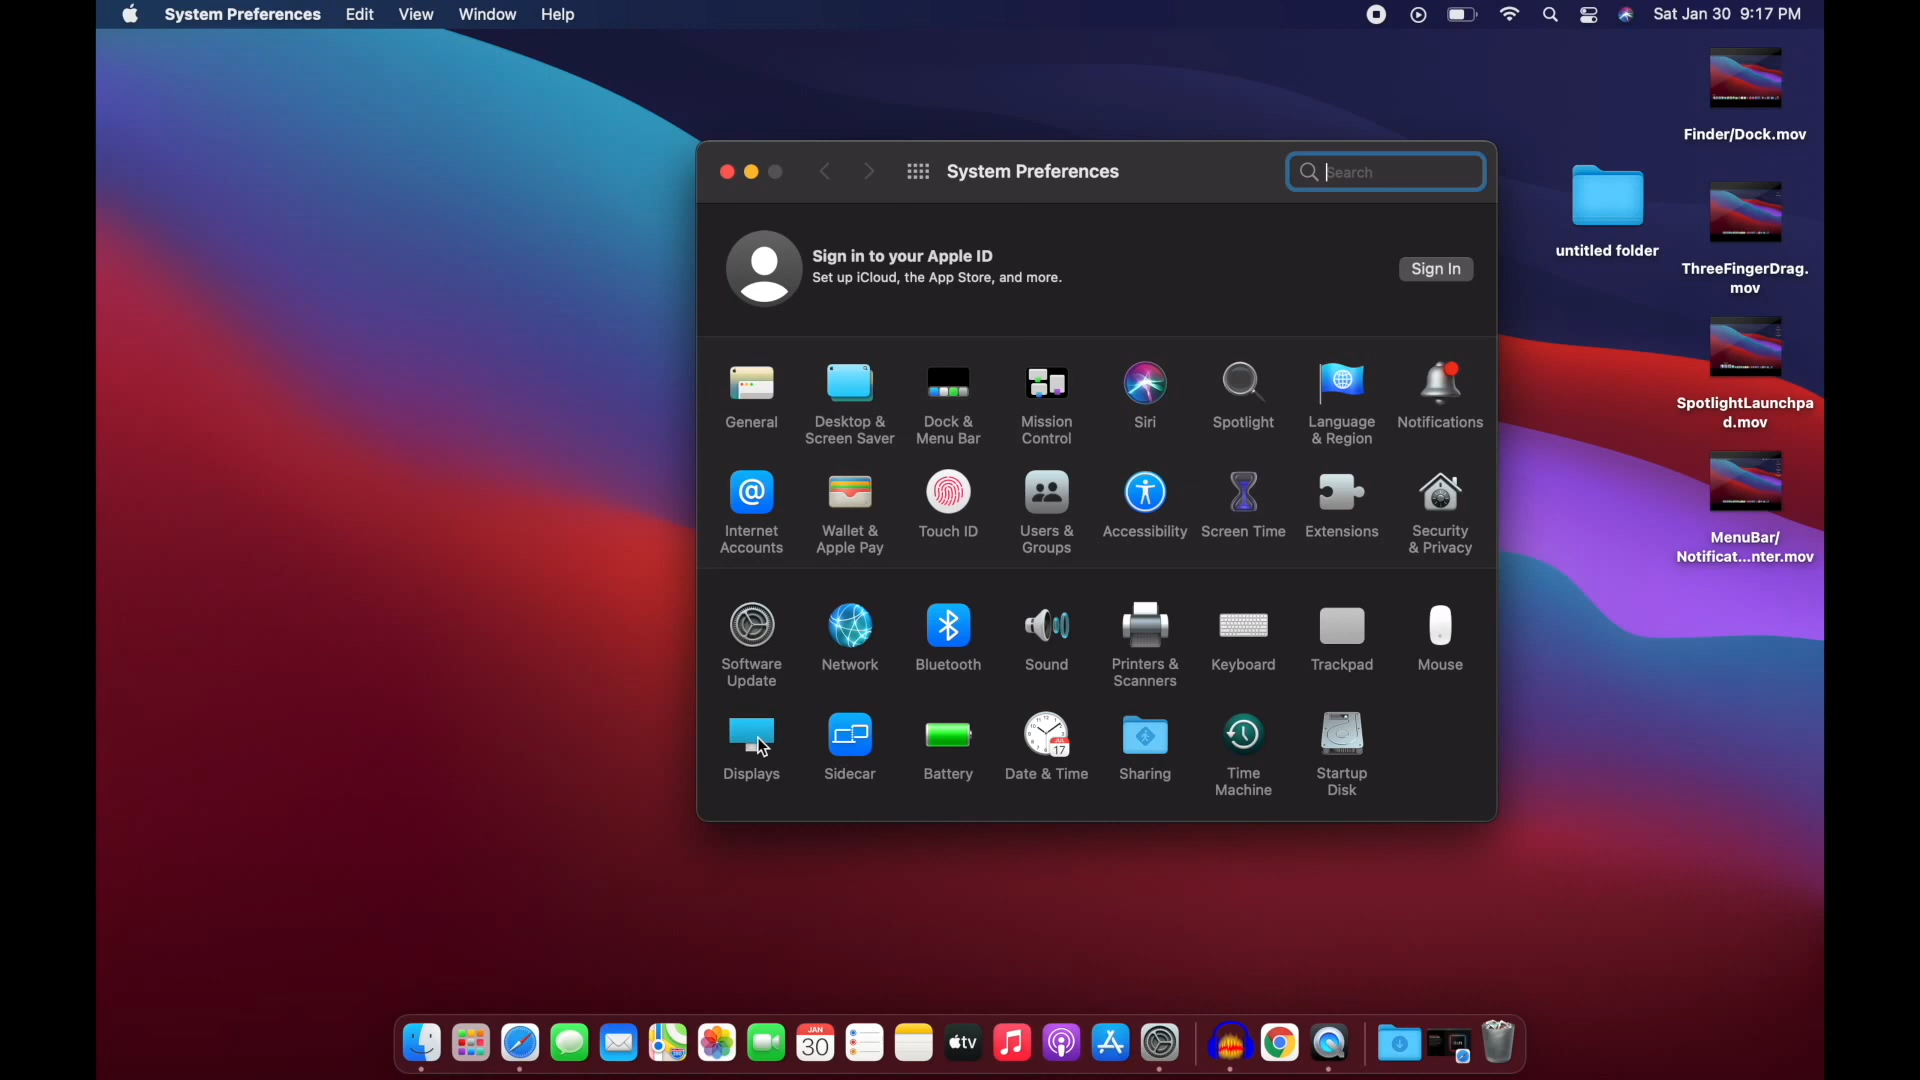 System Preferences Edit View Window Help
Sat Jan 30 9:17 PM
Finder/Dock.mov
untitled folder
ThreeFingerDrag.
mov
SpotlightLaunchpa
d.mov
MenuBar/
Notificat...nter.mov
System Preferences
Search
Sign in to your Apple ID
Set up iCloud, the App Store, and more.
Sign In
General
Desktop &
Screen Saver
Dock &
Menu Bar
Mission
Control
Siri
Spotlight
Language
& Region
Notifications
Internet
Accounts
Wallet &
Apple Pay
Touch ID
Users &
Groups
Accessibility
Screen Time
Extensions
Security
& Privacy
Software
Update
Network
Bluetooth
Sound
Printers &
Scanners
Keyboard
Trackpad
Mouse
Displays
Sidecar
Battery
Date & Time
Sharing
Time
Machine
Startup
Disk
JUL
17
JAN
30
tv